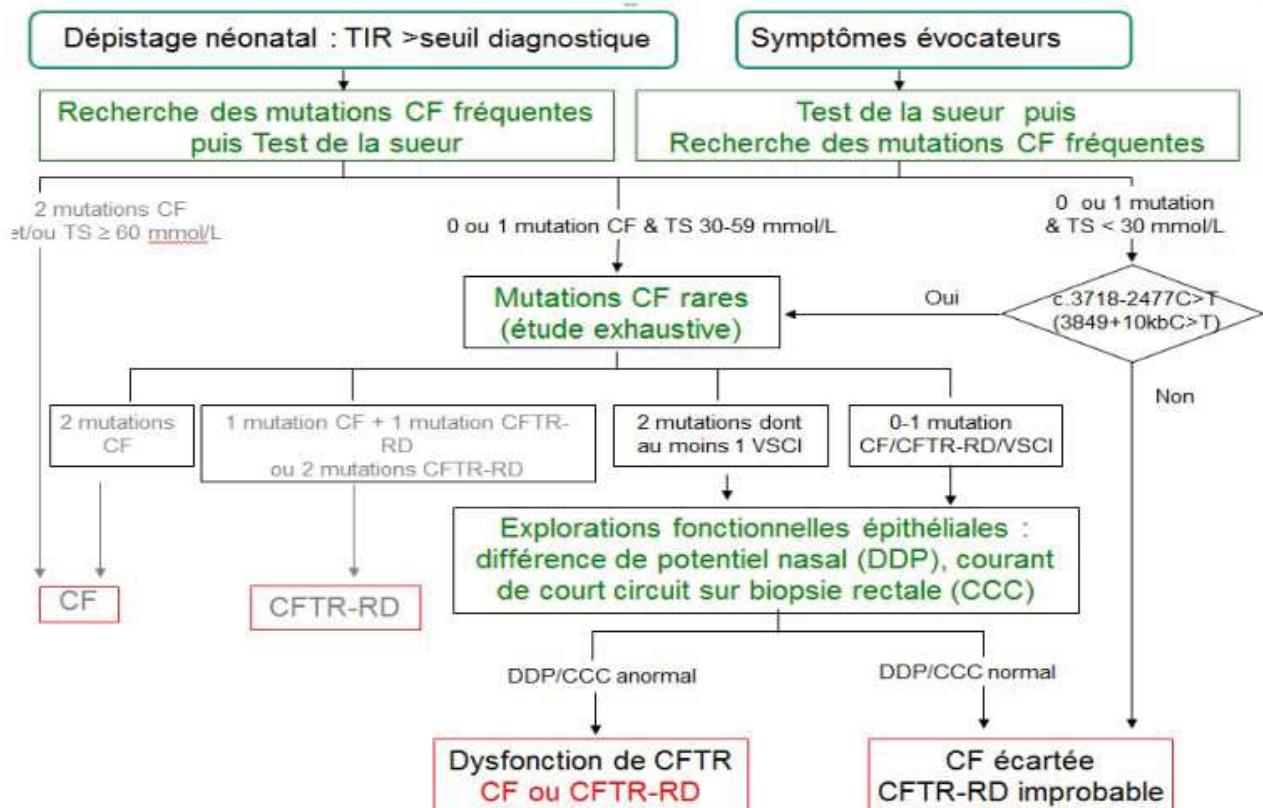 Dépistage néonatal : TIR >seuil diagnostique
Symptômes évocateurs
Recherche des mutations CF fréquentes
puis Test de la sueur
Test de la sueur puis
Recherche des mutations CF fréquentes
2 mutations CF
et/ou TS ≥ 60 mmol/L
0 ou 1 mutation CF & TS 30-59 mmol/L
0 ou 1 mutation
& TS < 30 mmol/L
Mutations CF rares
(étude exhaustive)
Oui
c.3718-2477C>T
(3849+10kbC>T)
Non
2 mutations
CF
1 mutation CF + 1 mutation CFTR-
RD
ou 2 mutations CFTR-RD
2 mutations dont
au moins 1 VSCI
0-1 mutation
CF/CFTR-RD/VSCI
Explorations fonctionnelles épithéliales :
différence de potentiel nasal (DDP), courant
de court circuit sur biopsie rectale (CCC)
CF
CFTR-RD
DDP/CCC anormal
DDP/CCC normal
Dysfonction de CFTR
CF ou CFTR-RD
CF écartée
CFTR-RD improbable